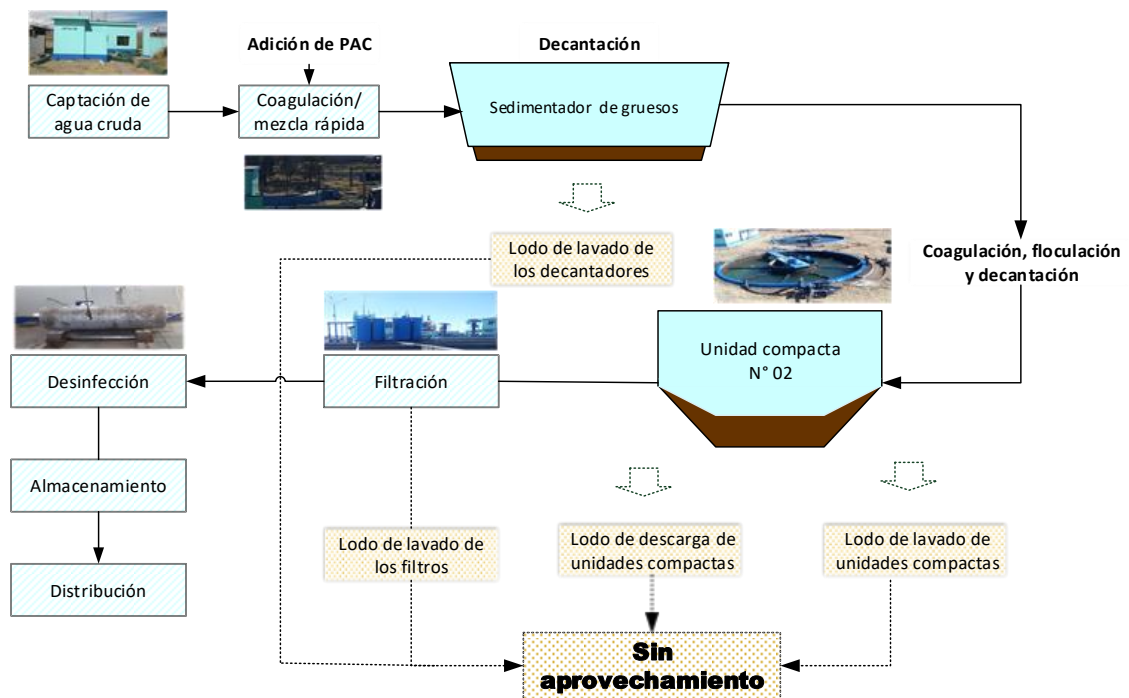 Adición de PAC
Decantación
Captación de
agua cruda
Coagulación/
mezcla rápida
Sedimentador de gruesos
Lodo de lavado de
los decantadores
Coagulación, floculación
y decantación
Unidad compacta
N° 02
Filtración
Desinfección
Almacenamiento
Distribución
Lodo de lavado de
los filtros
Lodo de descarga de
unidades compactas
Lodo de lavado de
unidades compactas
Sin
aprovechamiento